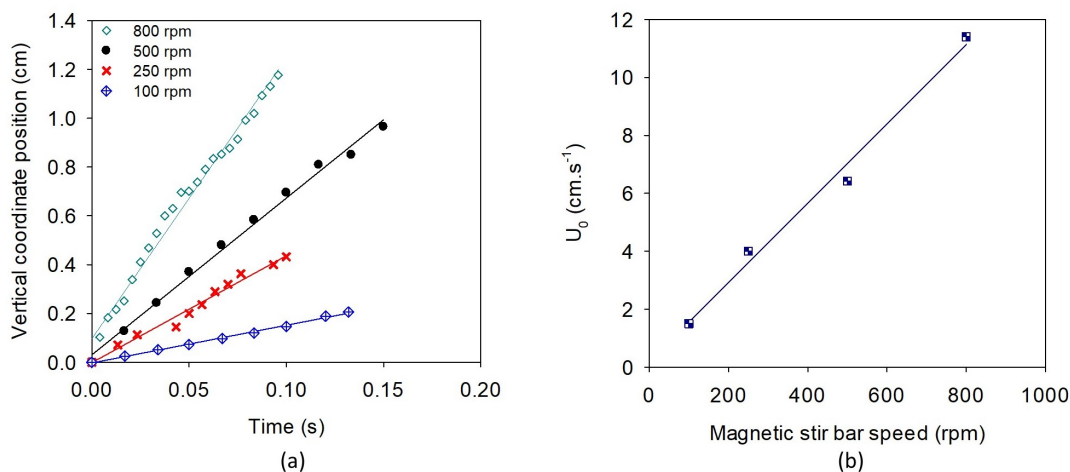 1.4
1.2
1.0
0.8
0.6
0.4
0.2
0.0
Vertical coordinate position (cm)
800 rpm
500 rpm
250 rpm
100 rpm
0.00 0.05 0.10 0.15 0.20
Time (s)
(a)
12
10
8
6
4
2
0
U₀ (cm.s⁻¹)
0 200 400 600 800 1000
Magnetic stir bar speed (rpm)
(b)